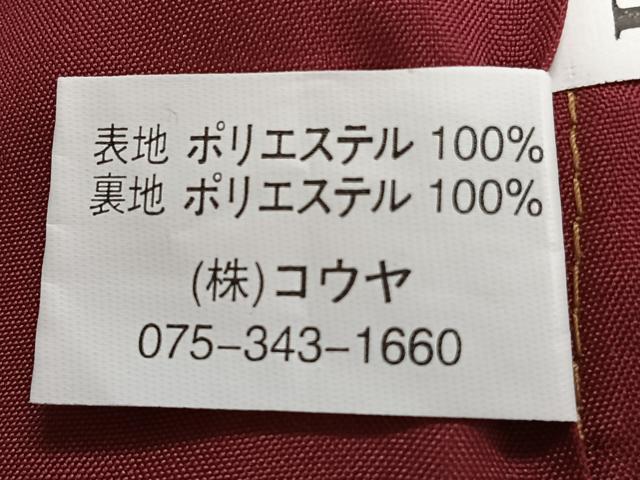 表地 ポリエステル 100%
裏地 ポリエステル 100%
(株)コウヤ
075-343-1660